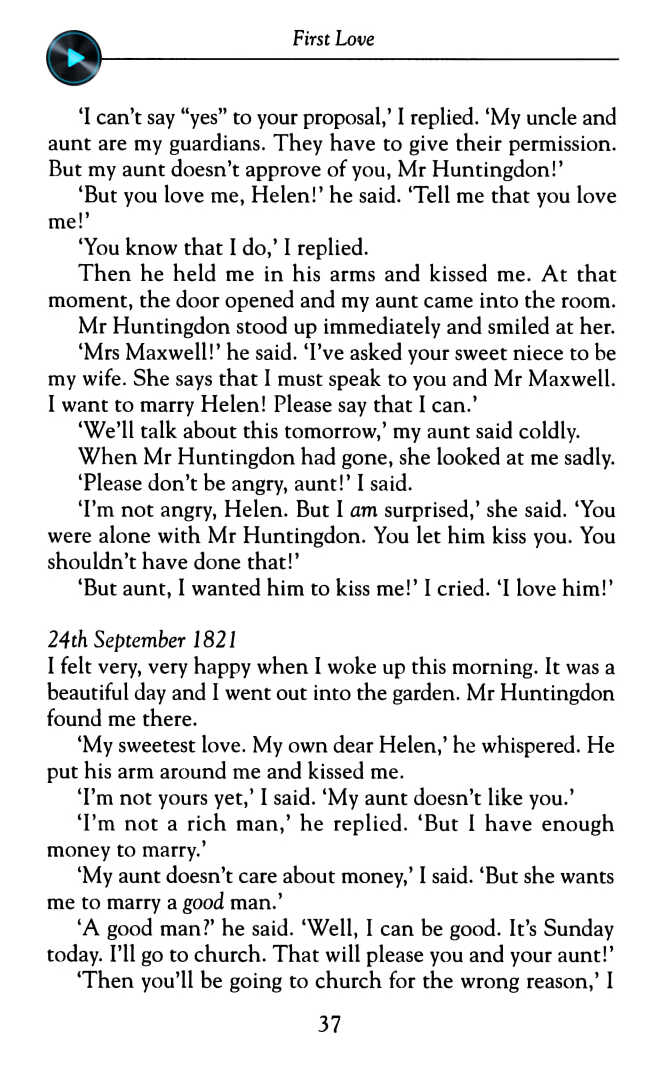 First Love
‘I can’t say “yes” to your proposal,’ I replied. ‘My uncle and
aunt are my guardians. They have to give their permission.
But my aunt doesn’t approve of you, Mr Huntingdon!’
‘But you love me, Helen!’ he said. ‘Tell me that you love
me!’
‘You know that I do,’ I replied.
Then he held me in his arms and kissed me. At that
moment, the door opened and my aunt came into the room.
Mr Huntingdon stood up immediately and smiled at her.
‘Mrs Maxwell!’ he said. ‘I’ve asked your sweet niece to be
my wife. She says that I must speak to you and Mr Maxwell.
I want to marry Helen! Please say that I can.’
‘We’ll talk about this tomorrow,’ my aunt said coldly.
When Mr Huntingdon had gone, she looked at me sadly.
‘Please don’t be angry, aunt!’ I said.
‘I’m not angry, Helen. But I am surprised,’ she said. ‘You
were alone with Mr Huntingdon. You let him kiss you. You
shouldn’t have done that!’
‘But aunt, I wanted him to kiss me!’ I cried. ‘I love him!’
24th September 1821
I felt very, very happy when I woke up this morning. It was a
beautiful day and I went out into the garden. Mr Huntingdon
found me there.
‘My sweetest love. My own dear Helen,’ he whispered. He
put his arm around me and kissed me.
‘I’m not yours yet,’ I said. ‘My aunt doesn’t like you.’
‘I’m not a rich man,’ he replied. ‘But I have enough
money to marry.’
‘My aunt doesn’t care about money,’ I said. ‘But she wants
me to marry a good man.’
‘A good man?’ he said. ‘Well, I can be good. It’s Sunday
today. I’ll go to church. That will please you and your aunt!’
‘Then you’ll be going to church for the wrong reason,’ I
37